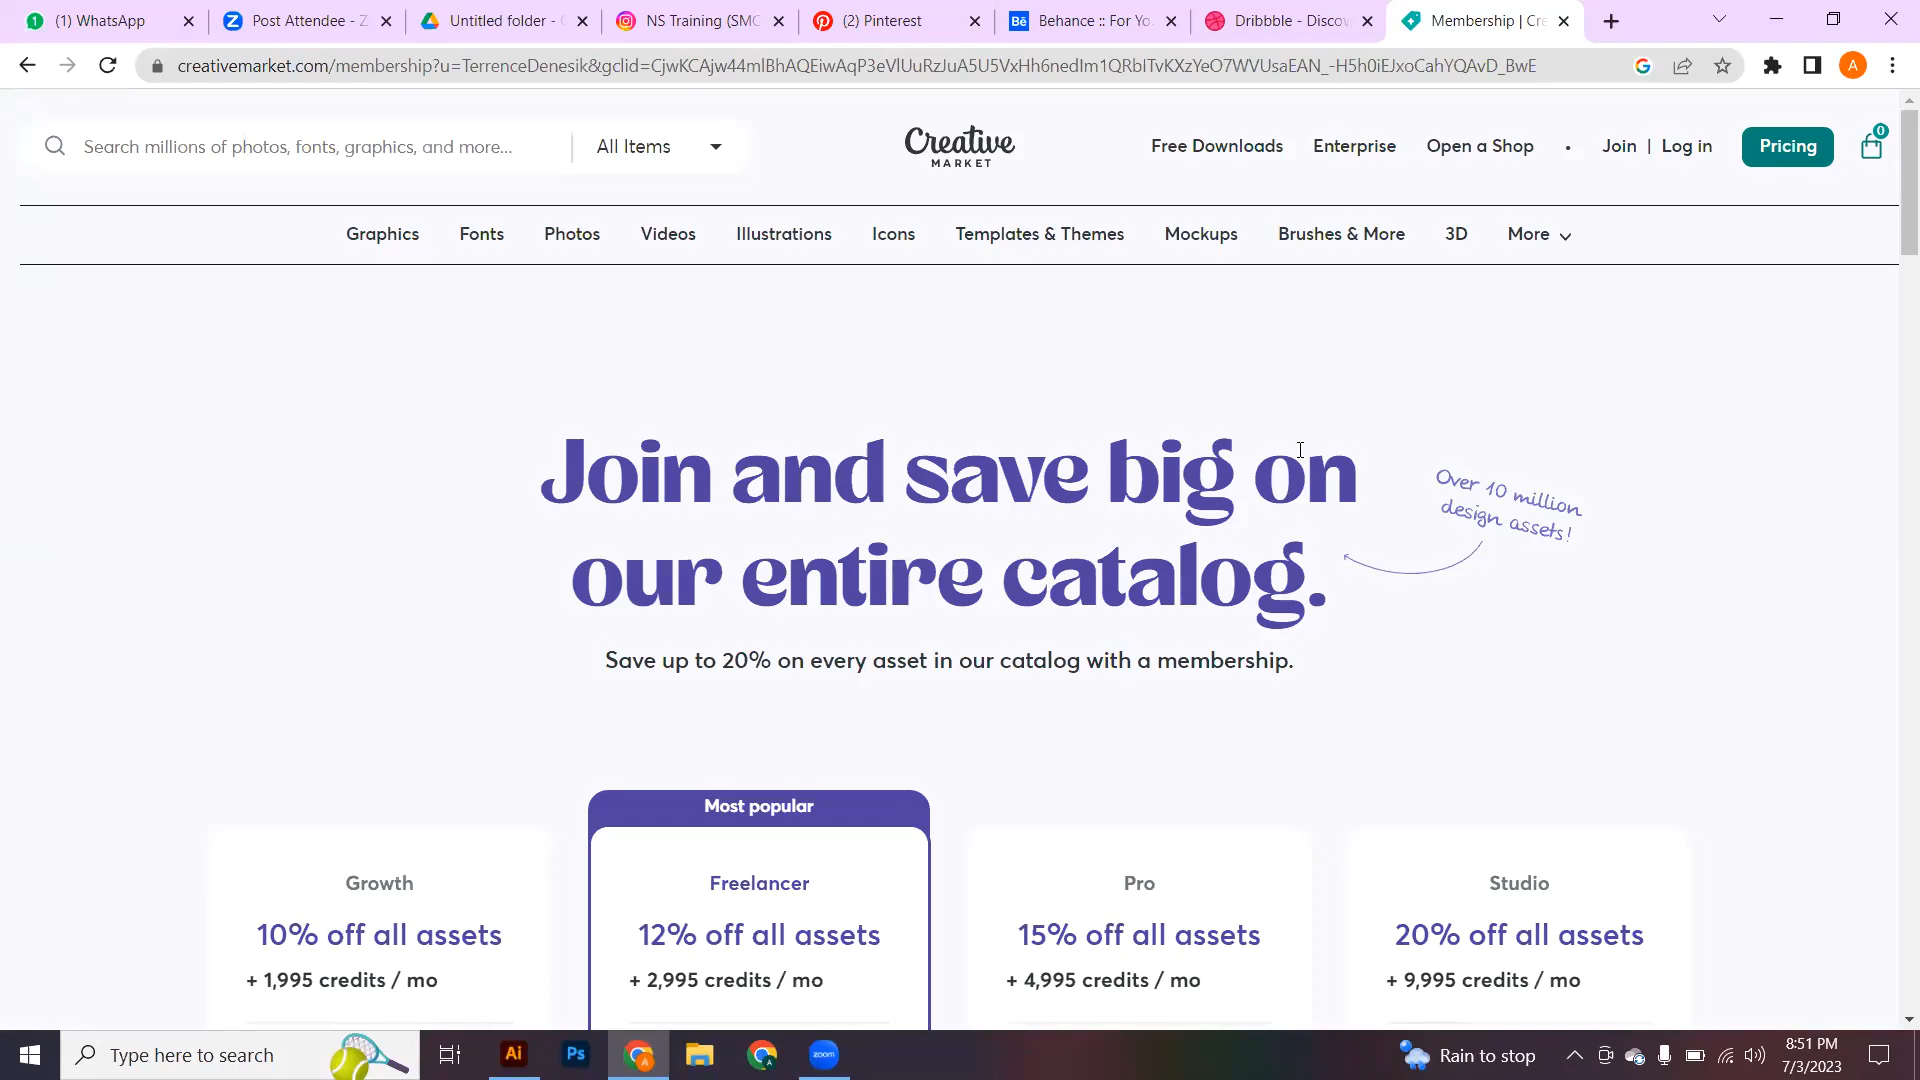 (1) WhatsApp
Post Attendee - Z
Untitled folder -
NS Training (SMC
(2) Pinterest
Bē
Behance :: For Yo
Dribbble - Discov
Membership | Cre
creativemarket.com/membership?u=TerrenceDenesik&gclid=CjwKCAjw44mlBhAQEiwAqP3eVlUuRzJuA5U5VxHh6nedIm1QRbITvKXzYeO7WVUsaEAN_-H5h0iEJxoCahYQAvD_BwE
A
Search millions of photos, fonts, graphics, and more...
All Items
Creative
MARKET
Free Downloads
Enterprise
Open a Shop
•
Join | Log in
Pricing
0
Graphics
Fonts
Photos
Videos
Illustrations
Icons
Templates & Themes
Mockups
Brushes & More
3D
More
Join and save big on
our entire catalog.
Over 10 million
design assets!
Save up to 20% on every asset in our catalog with a membership.
Most popular
Growth
10% off all assets
+ 1,995 credits / mo
Freelancer
12% off all assets
+ 2,995 credits / mo
Pro
15% off all assets
+ 4,995 credits / mo
Studio
20% off all assets
+ 9,995 credits / mo
Type here to search
Ai
Ps
zoom
Rain to stop
8:51 PM
7/3/2023